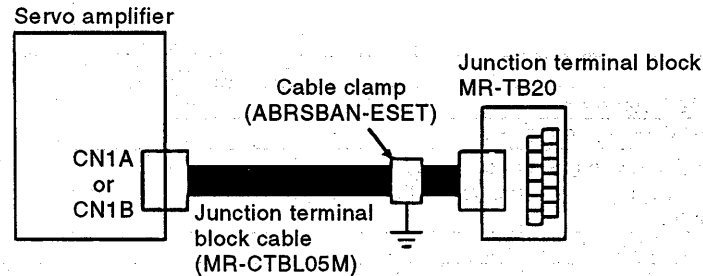 Servo amplifier
Junction terminal block
MR-TB20
Cable clamp
(ABRSBAN-ESET)
CN1A
or
CN1B
Junction terminal
block cable
(MR-CTBL05M)